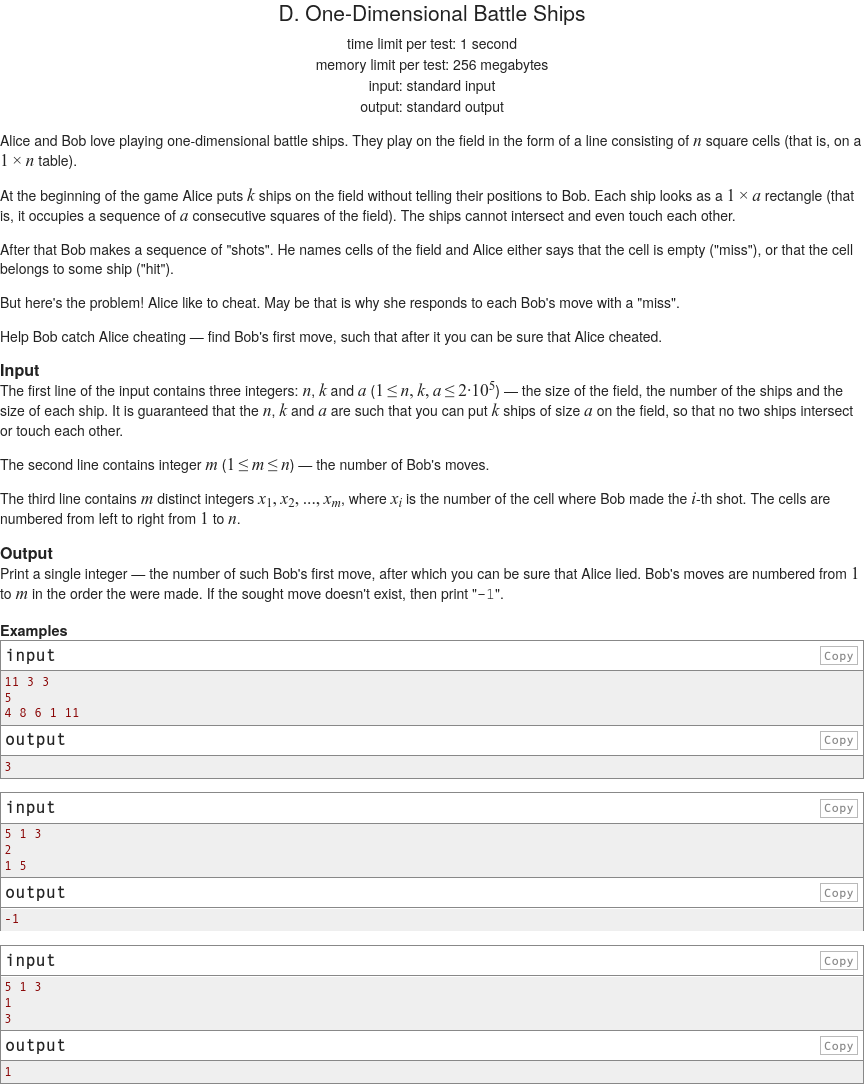 D. One-Dimensional Battle Ships
time limit per test: 1 second
memory limit per test: 256 megabytes
input: standard input
output: standard output
Alice and Bob love playing one-dimensional battle ships. They play on the field in the form of a line consisting of n square cells (that is, on a
1 × n table).
At the beginning of the game Alice puts k ships on the field without telling their positions to Bob. Each ship looks as a 1 × a rectangle (that
is, it occupies a sequence of a consecutive squares of the field). The ships cannot intersect and even touch each other.
After that Bob makes a sequence of "shots". He names cells of the field and Alice either says that the cell is empty ("miss"), or that the cell
belongs to some ship ("hit").
But here's the problem! Alice like to cheat. May be that is why she responds to each Bob's move with a "miss".
Help Bob catch Alice cheating — find Bob's first move, such that after it you can be sure that Alice cheated.
Input
The first line of the input contains three integers: n, k and a (1 ≤ n, k, a ≤ 2·10⁵) — the size of the field, the number of the ships and the
size of each ship. It is guaranteed that the n, k and a are such that you can put k ships of size a on the field, so that no two ships intersect
or touch each other.
The second line contains integer m (1 ≤ m ≤ n) — the number of Bob's moves.
The third line contains m distinct integers x₁, x₂, ..., xₘ, where xᵢ is the number of the cell where Bob made the i-th shot. The cells are
numbered from left to right from 1 to n.
Output
Print a single integer — the number of such Bob's first move, after which you can be sure that Alice lied. Bob's moves are numbered from 1
to m in the order the were made. If the sought move doesn't exist, then print "-1".
Examples
input Copy
11 3 3
5
4 8 6 1 11
output Copy
3
input Copy
5 1 3
2
1 5
output Copy
-1
input Copy
5 1 3
1
3
output Copy
1